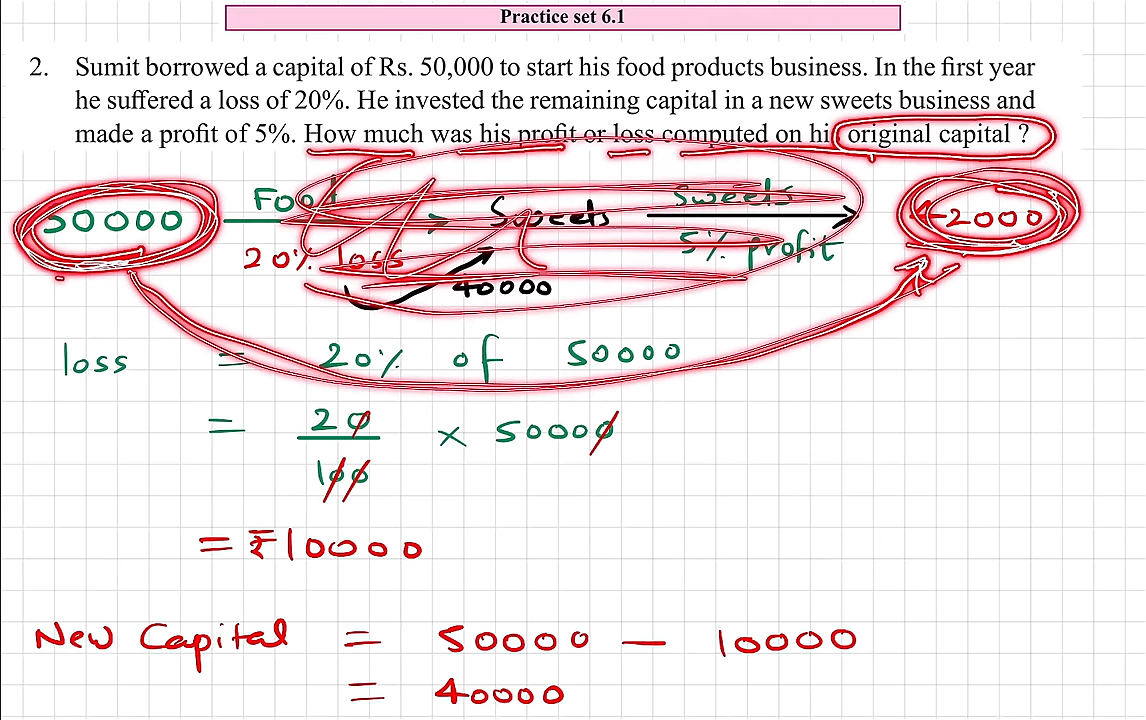 Practice set 6.1
2. Sumit borrowed a capital of Rs. 50,000 to start his food products business. In the first year
he suffered a loss of 20%. He invested the remaining capital in a new sweets business and
made a profit of 5%. How much was his profit or loss computed on his original capital ?
50000 Food Sweets Sweets 42000
20% loss 5% profit
40000
loss = 20% of 50000
= 20 × 50000
100
= ₹10000
New Capital = 50000 — 10000
= 40000